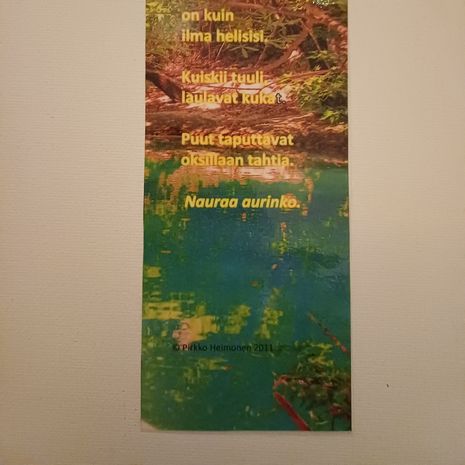 on kuin
ilma helisisi.
Kuiskii tuuli
laulavat kukat.
Puut taputtavat
oksillaan tahtia.
Nauraa aurinko.
© Pirkko Heimonen 2011